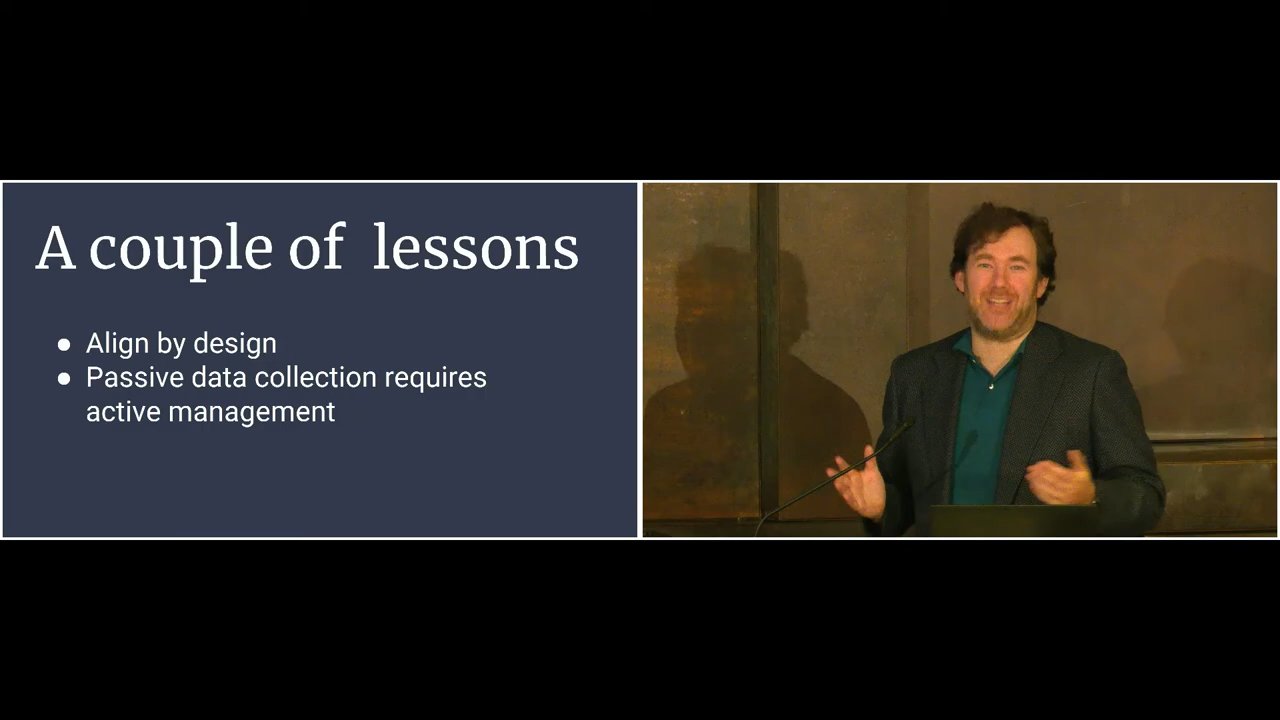 A couple of lessons
● Align by design
● Passive data collection requires
active management